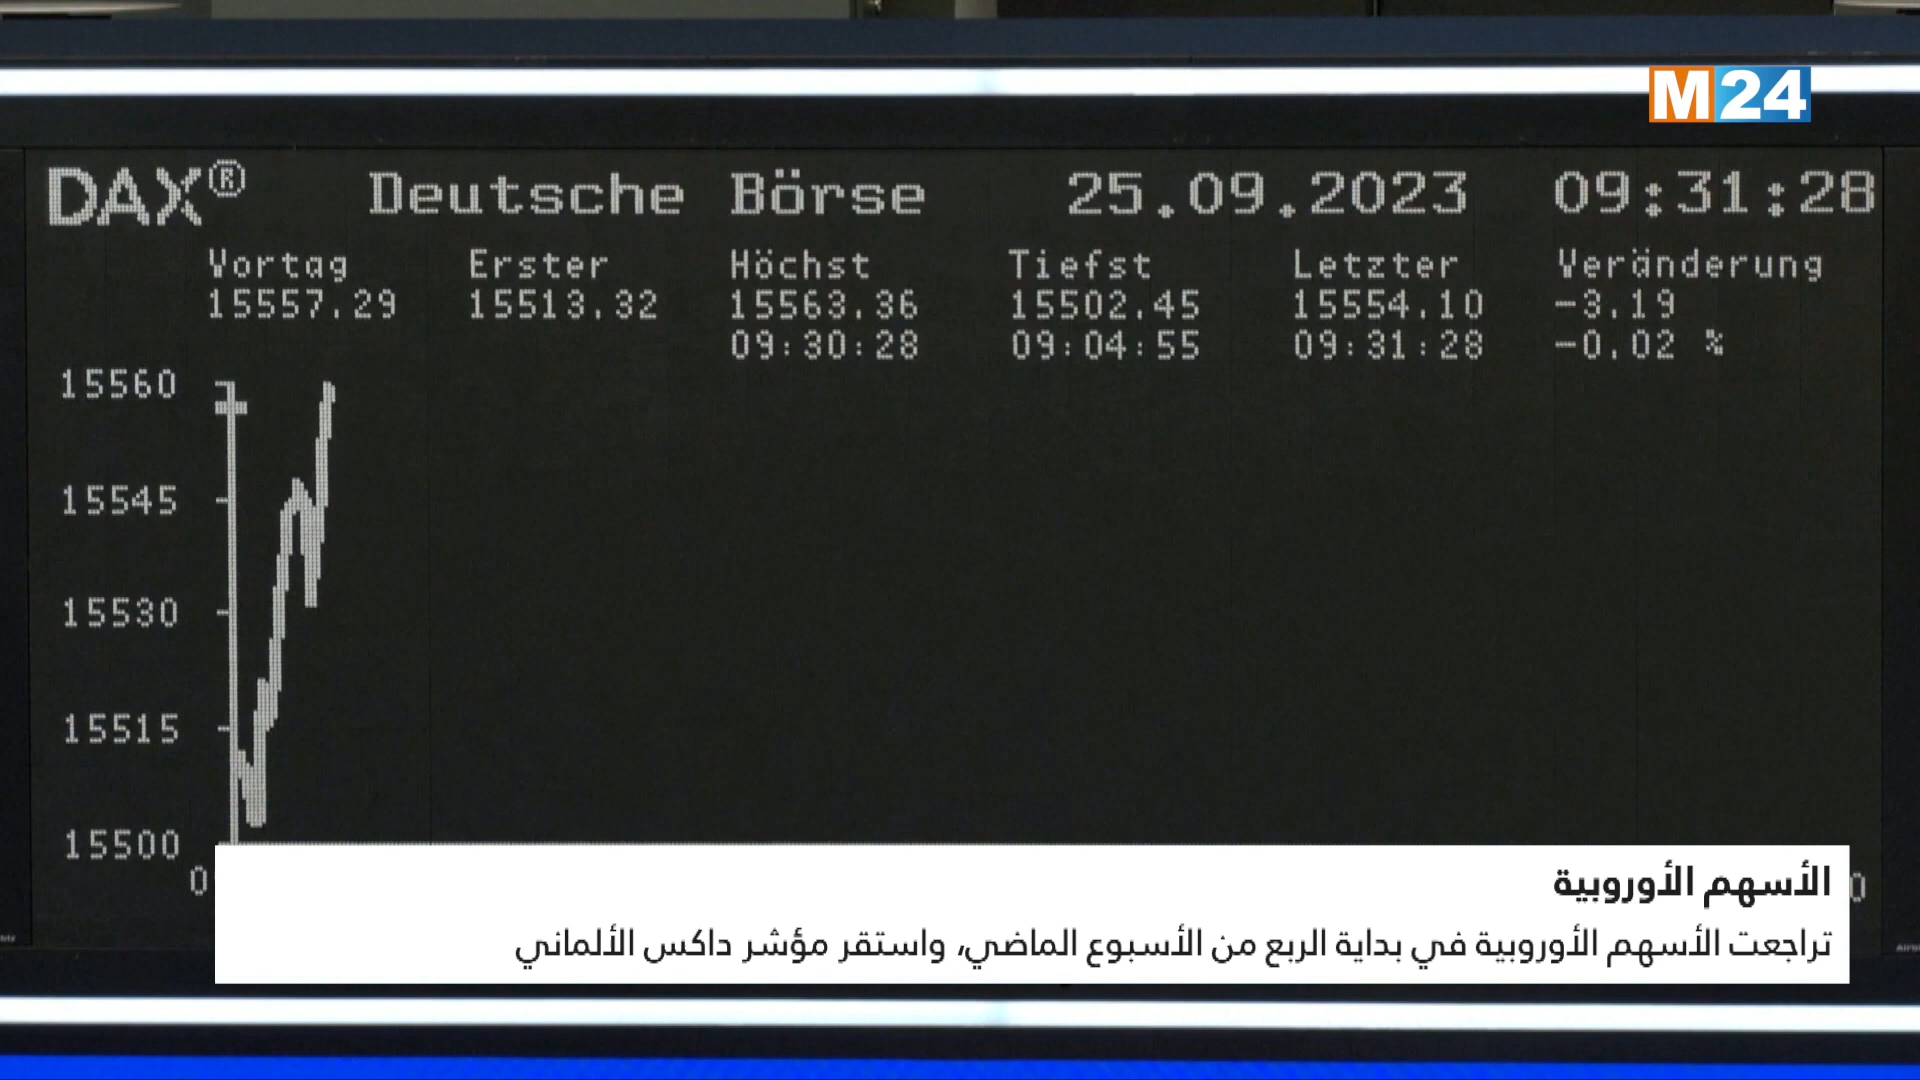 M24
DAX® Deutsche Börse 25.09.2023 09:31:28
Vortag Erster Höchst Tiefst Letzter Veränderung
15557.29 15513.32 15563.36 15502.45 15554.10 -3.19
09:30:28 09:04:55 09:31:28 -0.02 %
15560
15545
15530
15515
15500
0 0
الأسهم الأوروبية
تراجعت الأسهم الأوروبية في بداية الربع من الأسبوع الماضي، واستقر مؤشر داكس الألماني